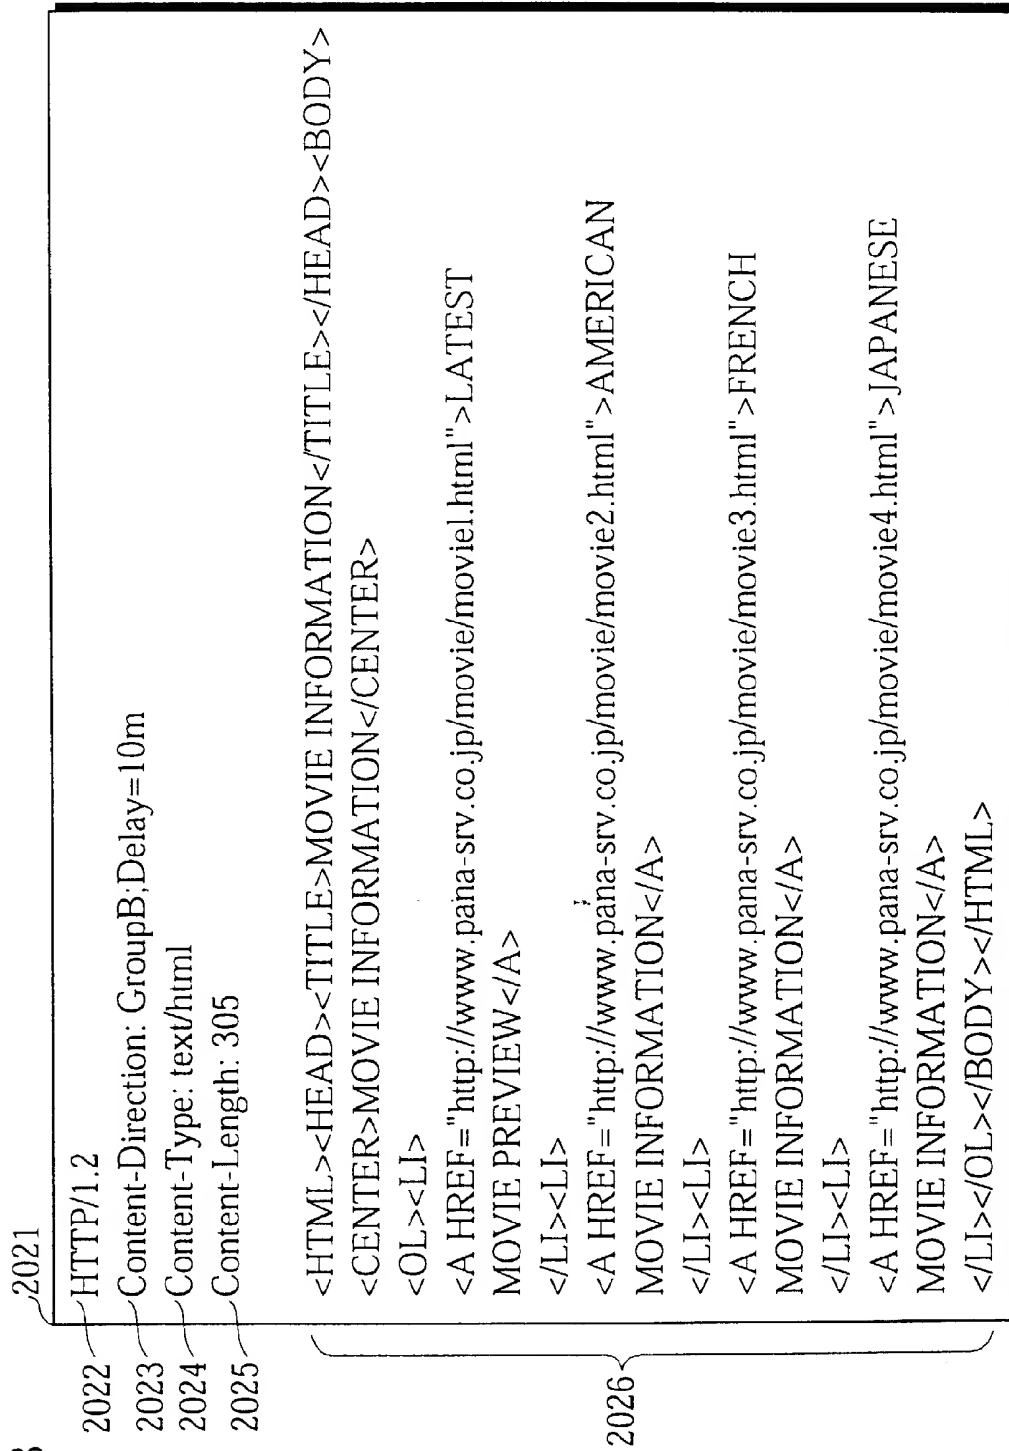 2021
2022 HTTP/1.2
2023 Content-Direction: GroupB;Delay=10m
2024 Content-Type: text/html
2025 Content-Length: 305
2026
<HTML><HEAD><TITLE>MOVIE INFORMATION</TITLE></HEAD><BODY>
<CENTER>MOVIE INFORMATION</CENTER>
<OL><LI>
<A HREF="http://www.pana-srv.co.jp/movie/movie1.html">LATEST
MOVIE PREVIEW</A>
</LI><LI>
<A HREF="http://www.pana-srv.co.jp/movie/movie2.html">AMERICAN
MOVIE INFORMATION</A>
</LI><LI>
<A HREF="http://www.pana-srv.co.jp/movie/movie3.html">FRENCH
MOVIE INFORMATION</A>
</LI><LI>
<A HREF="http://www.pana-srv.co.jp/movie/movie4.html">JAPANESE
MOVIE INFORMATION</A>
</LI></OL></BODY></HTML>